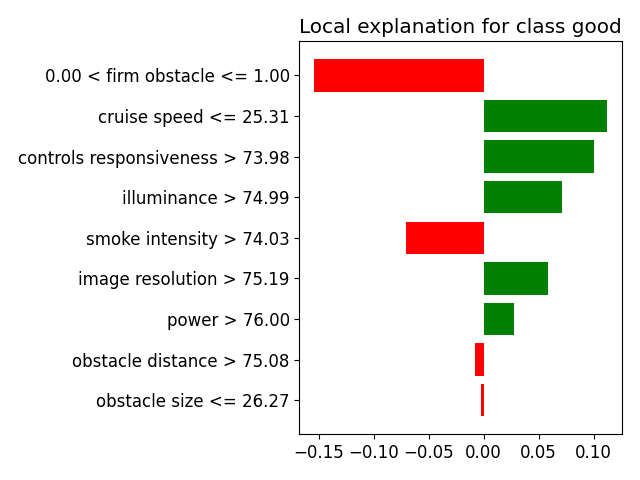 Local explanation for class good
0.00 < firm obstacle <= 1.00
cruise speed <= 25.31
controls responsiveness > 73.98
illuminance > 74.99
smoke intensity > 74.03
image resolution > 75.19
power > 76.00
obstacle distance > 75.08
obstacle size <= 26.27
−0.15 −0.10 −0.05 0.00 0.05 0.10